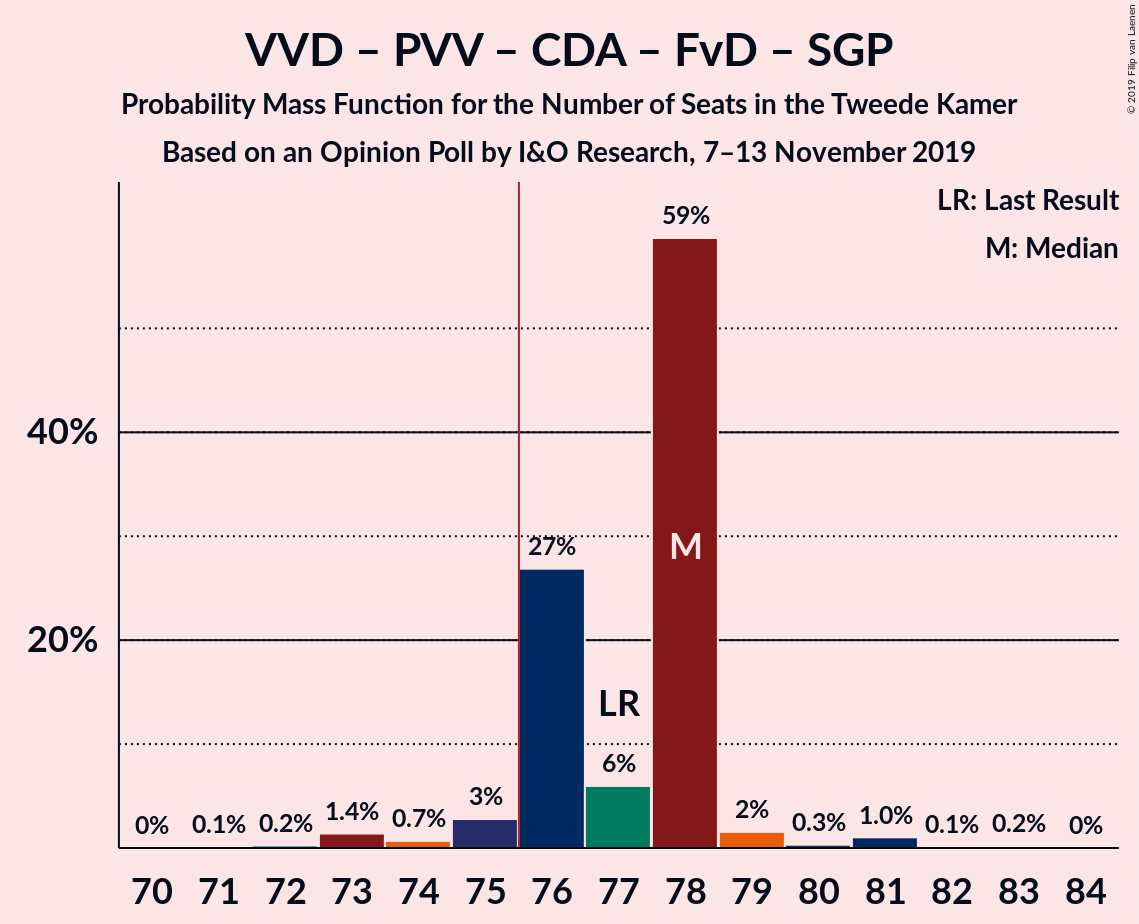 VVD – PVV – CDA – FvD – SGP
Probability Mass Function for the Number of Seats in the Tweede Kamer
Based on an Opinion Poll by I&O Research, 7–13 November 2019
© 2019 Filip van Laenen
LR: Last Result
M: Median
40%
20%
0%
0.1%
0.2%
1.4%
0.7%
3%
27%
LR
6%
59%
M
2%
0.3%
1.0%
0.1%
0.2%
0%
70 71 72 73 74 75 76 77 78 79 80 81 82 83 84